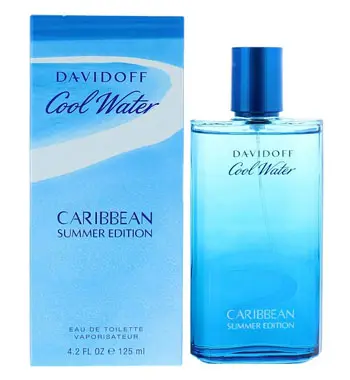 DAVIDOFF
Cool Water
CARIBBEAN
SUMMER EDITION
EAU DE TOILETTE
VAPORISATEUR
4.2 FL OZ ℮ 125 ml
DAVIDOFF
Cool Water
CARIBBEAN
SUMMER EDITION